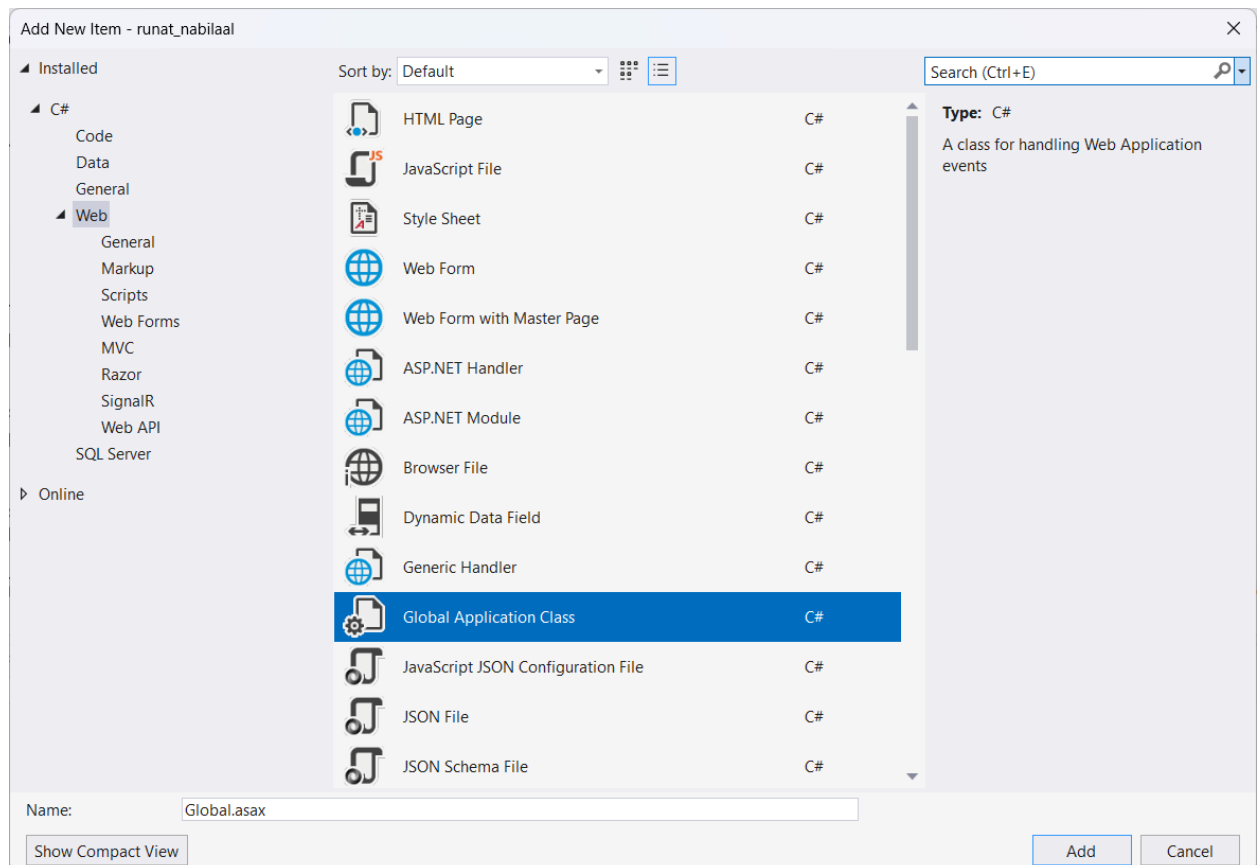 Add New Item - runat_nabilaal
Installed
C#
Code
Data
General
Web
General
Markup
Scripts
Web Forms
MVC
Razor
SignalR
Web API
SQL Server
Online
Sort by: Default
HTML Page C#
JavaScript File C#
Style Sheet C#
Web Form C#
Web Form with Master Page C#
ASP.NET Handler C#
ASP.NET Module C#
Browser File C#
Dynamic Data Field C#
Generic Handler C#
Global Application Class C#
JavaScript JSON Configuration File C#
JSON File C#
JSON Schema File C#
Search (Ctrl+E)
Type: C#
A class for handling Web Application
events
Name: Global.asax
Show Compact View
Add
Cancel